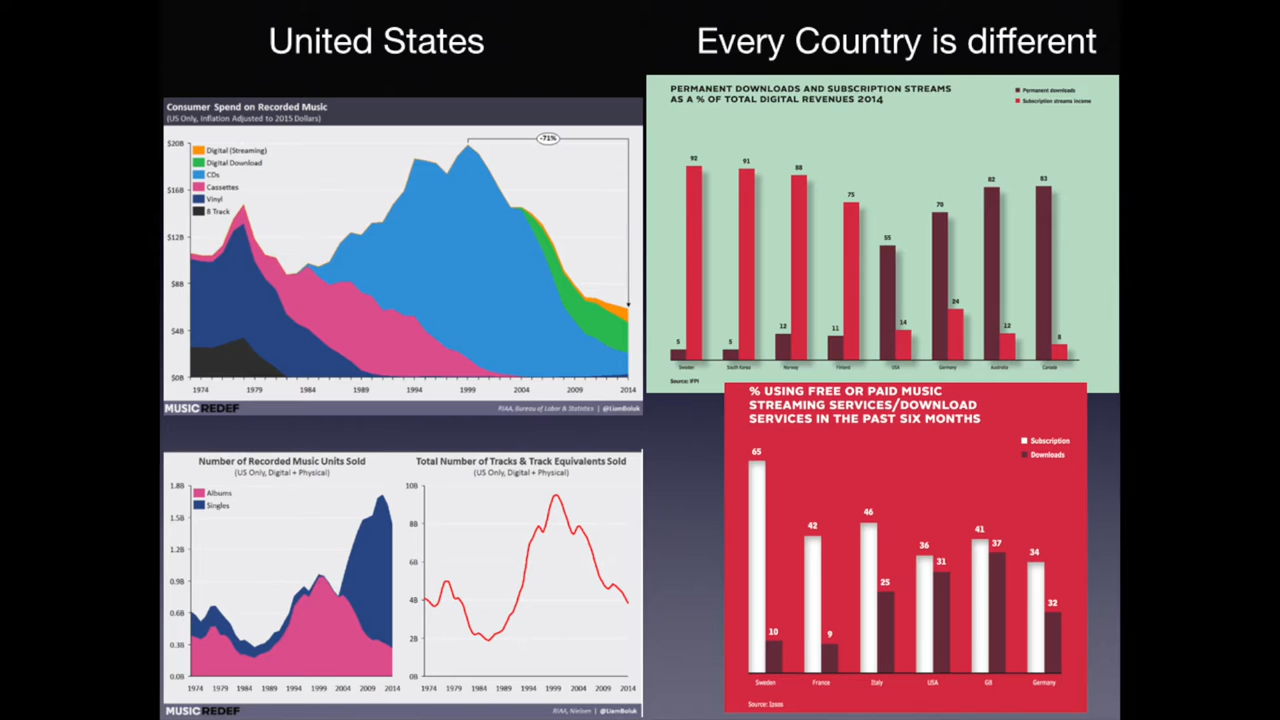 United States
Every Country is different
Consumer Spend on Recorded Music
(US Only, Inflation Adjusted to 2015 Dollars)
-71%
$20B
$16B
$12B
$8B
$4B
$0B
Digital (Streaming)
Digital Download
CDs
Cassettes
Vinyl
8 Track
1974 1979 1984 1989 1994 1999 2004 2009 2014
MUSIC REDEF
RIAA, Bureau of Labor & Statistics | @LiamBoluk
Number of Recorded Music Units Sold
(US Only, Digital + Physical)
1.8B
1.5B
1.2B
0.9B
0.6B
0.3B
0.0B
Albums
Singles
1974 1979 1984 1989 1994 1999 2004 2009 2014
Total Number of Tracks & Track Equivalents Sold
(US Only, Digital + Physical)
10B
8B
6B
4B
2B
0B
1974 1979 1984 1989 1994 1999 2004 2009 2014
MUSIC REDEF
RIAA, Nielsen | @LiamBoluk
PERMANENT DOWNLOADS AND SUBSCRIPTION STREAMS
AS A % OF TOTAL DIGITAL REVENUES 2014
Permanent downloads
Subscription streams income
5 92 5 91 12 88 11 75 55 14 70 24 82 12 83 8
Sweden South Korea Norway Finland USA Germany Australia Canada
Source: IFPI
% USING FREE OR PAID MUSIC
STREAMING SERVICES/DOWNLOAD
SERVICES IN THE PAST SIX MONTHS
Subscription
Downloads
65 10 42 9 46 25 36 31 41 37 34 32
Sweden France Italy USA GB Germany
Source: Ipsos